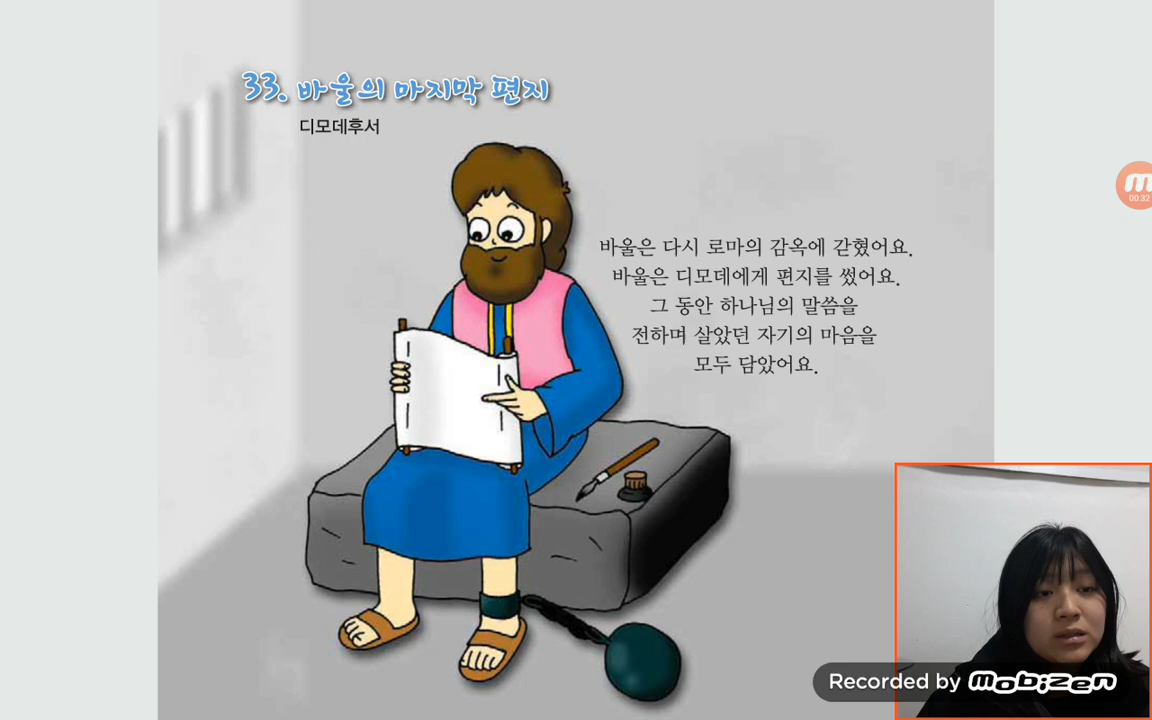 33. 바울의 마지막 편지
디모데후서
바울은 다시 로마의 감옥에 갇혔어요.
바울은 디모데에게 편지를 썼어요.
그 동안 하나님의 말씀을
전하며 살았던 자기의 마음을
모두 담았어요.
00:32
Recorded by mobizen